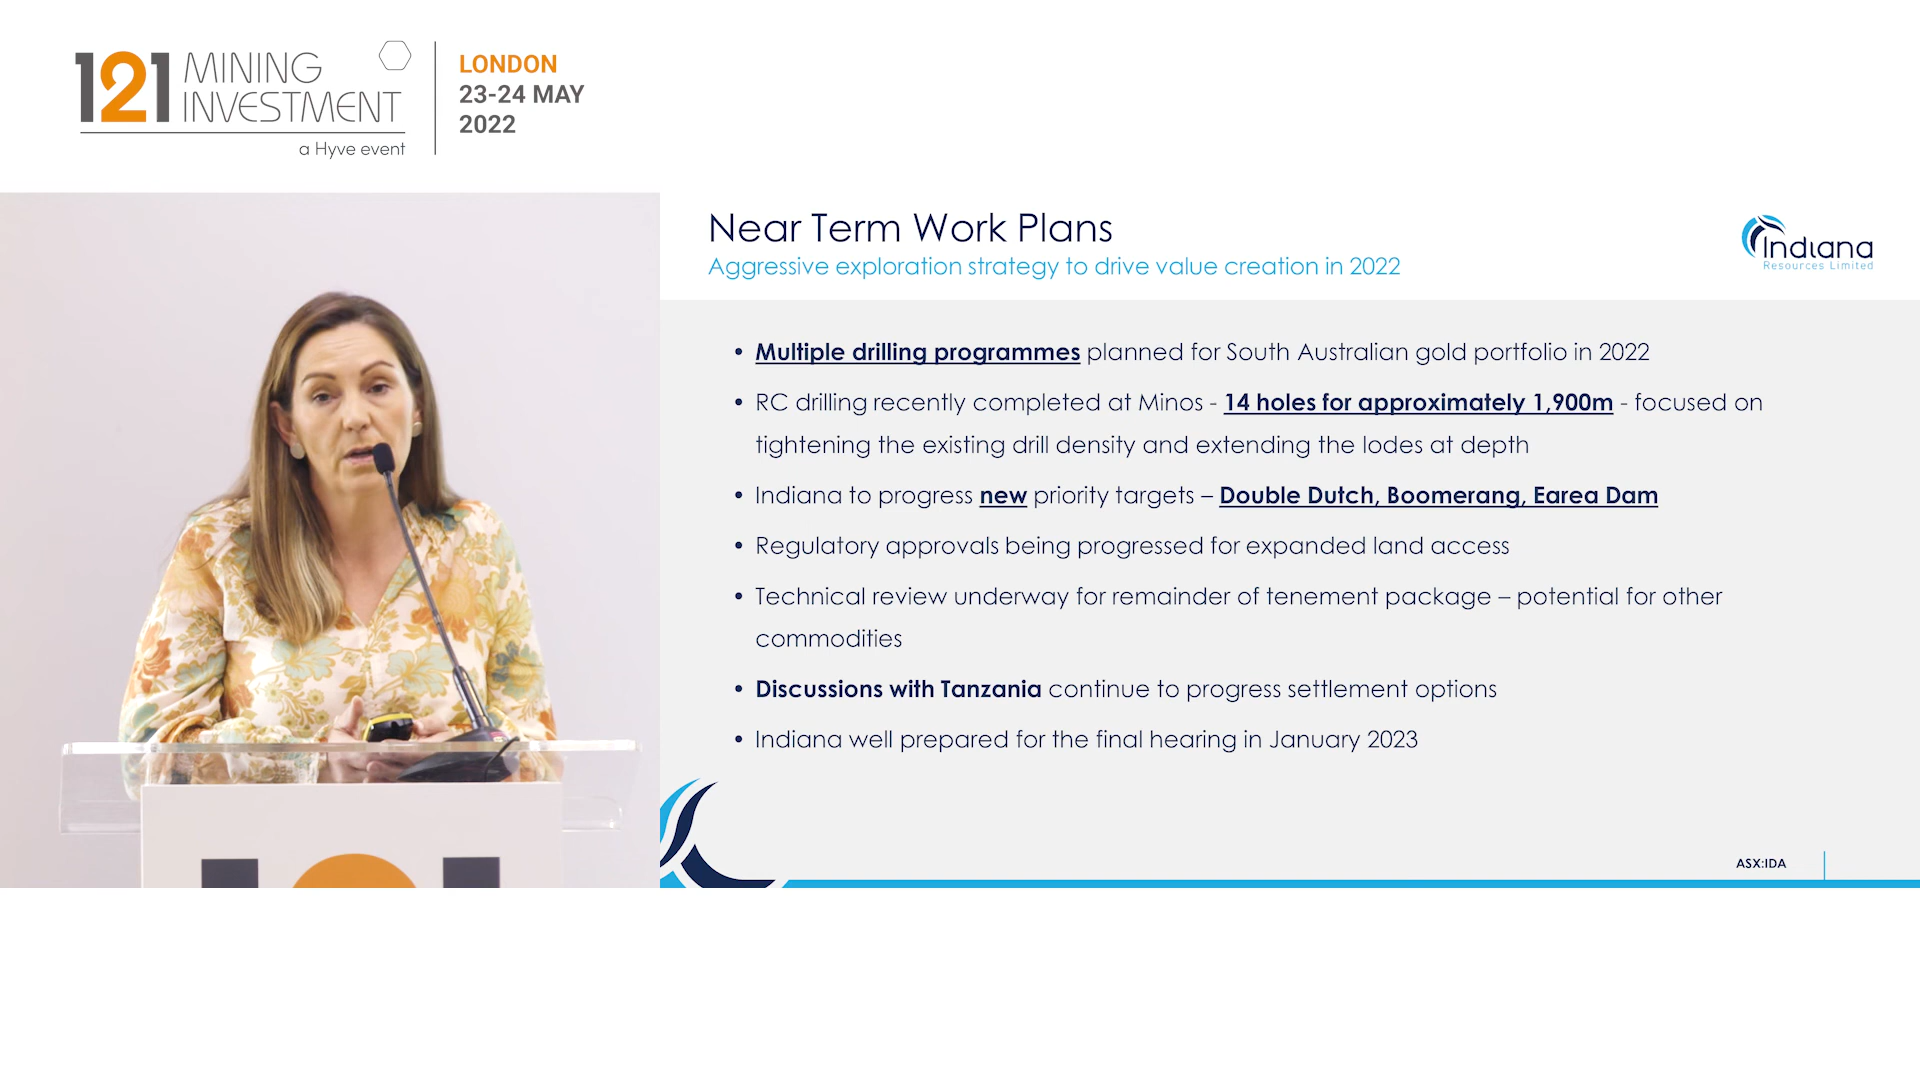 121 MINING
INVESTMENT
a Hyve event
LONDON
23-24 MAY
2022
Near Term Work Plans
Aggressive exploration strategy to drive value creation in 2022
Indiana
Resources Limited
• Multiple drilling programmes planned for South Australian gold portfolio in 2022
• RC drilling recently completed at Minos - 14 holes for approximately 1,900m - focused on
tightening the existing drill density and extending the lodes at depth
• Indiana to progress new priority targets – Double Dutch, Boomerang, Earea Dam
• Regulatory approvals being progressed for expanded land access
• Technical review underway for remainder of tenement package – potential for other
commodities
• Discussions with Tanzania continue to progress settlement options
• Indiana well prepared for the final hearing in January 2023
ASX:IDA